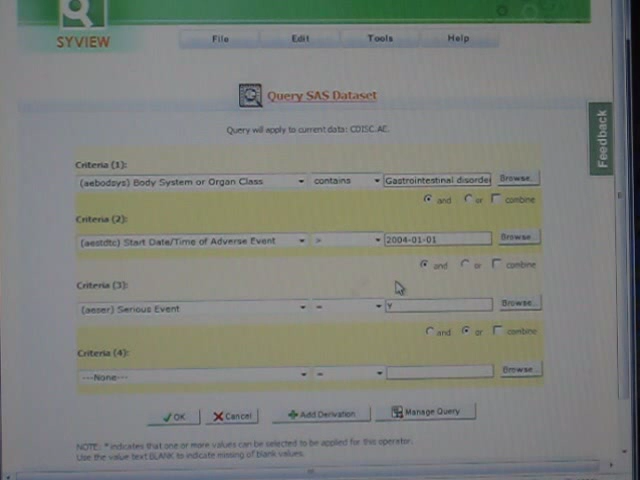 SYVIEW
File Edit Tools Help
Query SAS Dataset
Query will apply to current data: CDISC.AE.
Feedback
Criteria (1):
(aebodsys) Body System or Organ Class contains Gastrointestinal disorde Browse..
and or combine
Criteria (2):
(aestdtc) Start Date/Time of Adverse Event > 2004-01-01 Browse..
and or combine
Criteria (3):
(aeser) Serious Event = Y Browse..
and or combine
Criteria (4):
---None--- = Browse..
OK Cancel Add Derivation Manage Query
NOTE: * indicates that one or more values can be selected to be applied for this operator.
Use the value text BLANK to indicate missing of blank values.